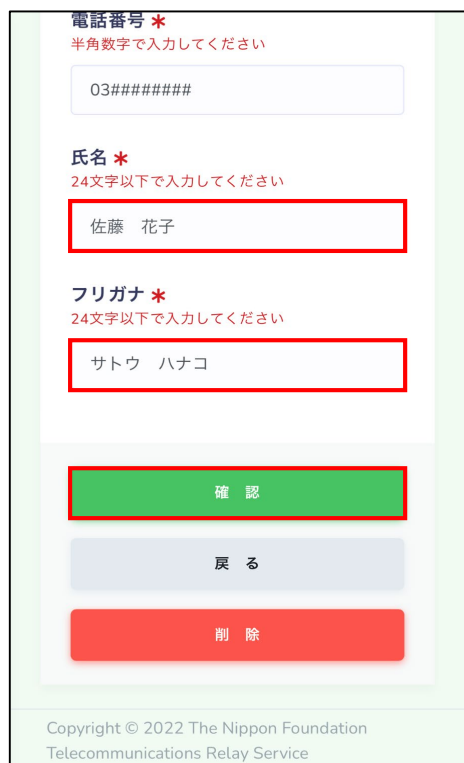 電話番号 *
半角数字で入力してください
03########
氏名 *
24文字以下で入力してください
佐藤　花子
フリガナ *
24文字以下で入力してください
サトウ　ハナコ
確　認
戻　る
削　除
Copyright © 2022 The Nippon Foundation
Telecommunications Relay Service